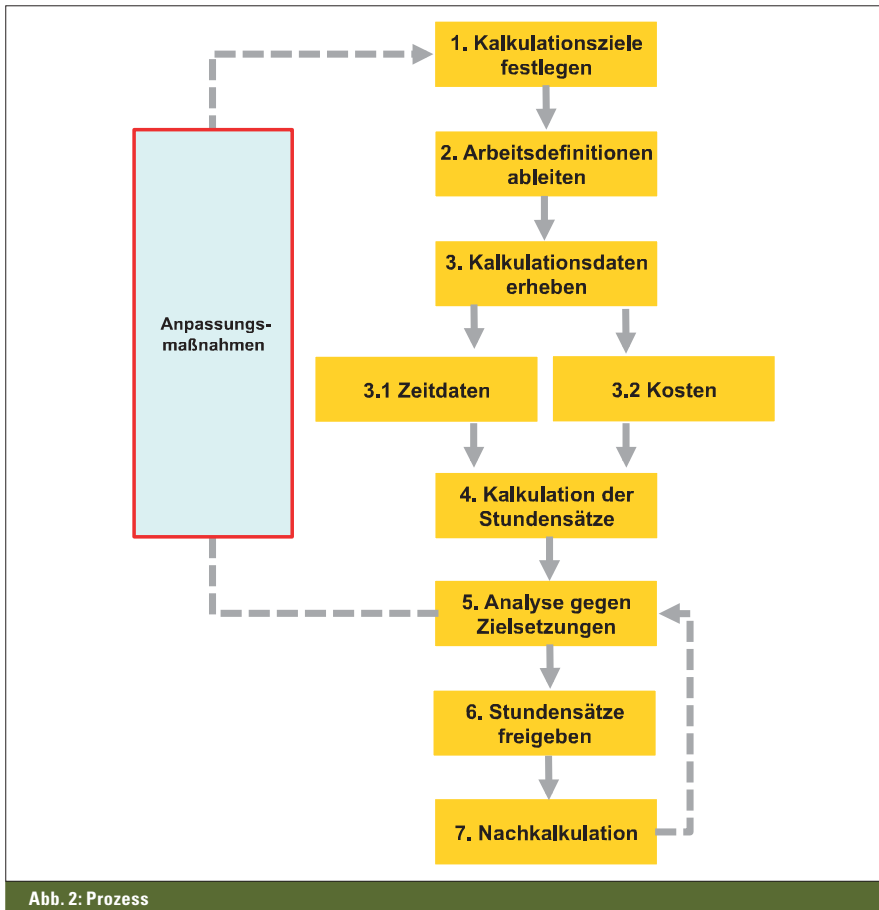 1. Kalkulationsziele
festlegen
2. Arbeitsdefinitionen
ableiten
3. Kalkulationsdaten
erheben
Anpassungs-
maßnahmen
3.1 Zeitdaten
3.2 Kosten
4. Kalkulation der
Stundensätze
5. Analyse gegen
Zielsetzungen
6. Stundensätze
freigeben
7. Nachkalkulation
Abb. 2: Prozess